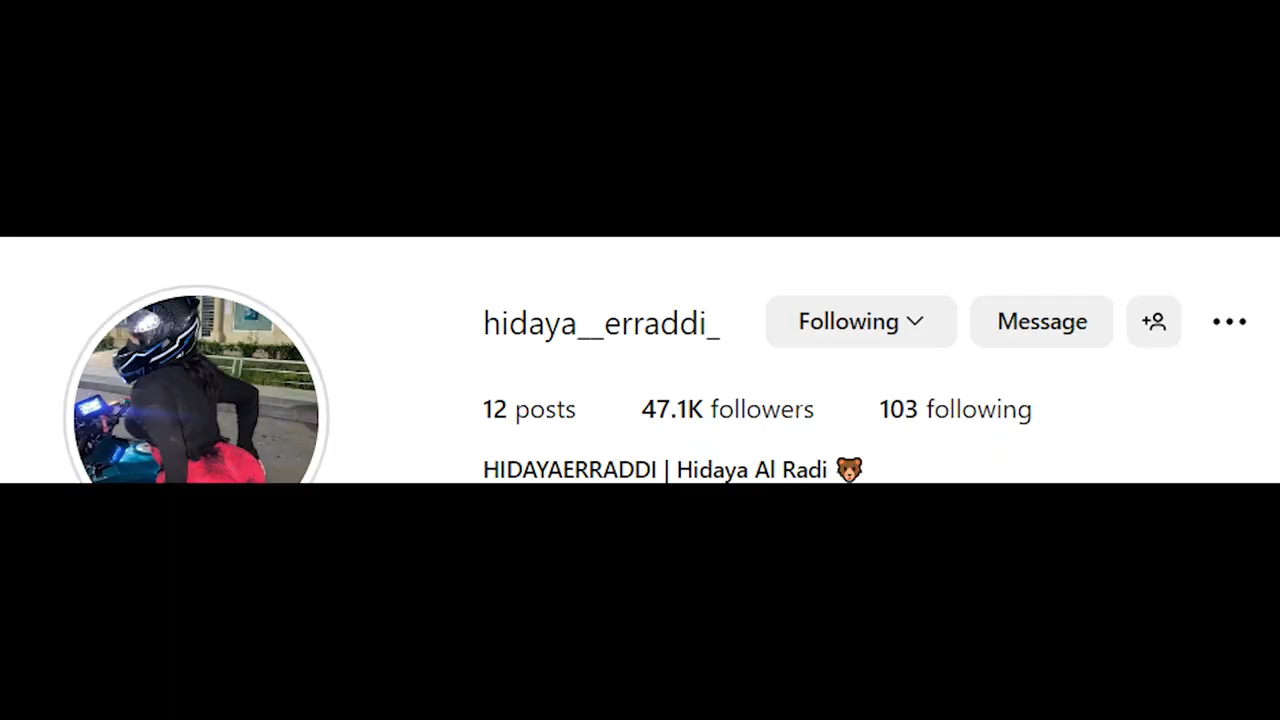 hidaya__erraddi_ Following Message
12 posts 47.1K followers 103 following
HIDAYAERRADDI | Hidaya Al Radi 🐻